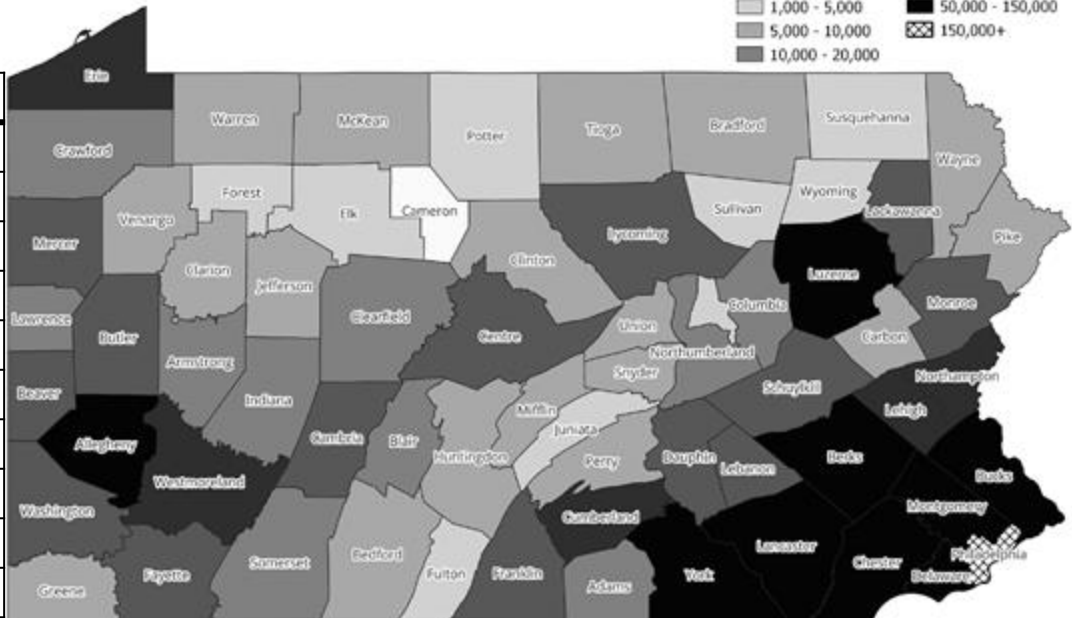 1,000 - 5,000
50,000 - 150,000
5,000 - 10,000
150,000+
10,000 - 20,000
Erie
Crawford
Warren
McKean
Potter
Tioga
Bradford
Susquehanna
Wayne
Forest
Elk
Cameron
Sullivan
Wyoming
Lackawanna
Mercer
Venango
Clarion
Jefferson
Clinton
Lycoming
Luzerne
Pike
Lawrence
Butler
Armstrong
Clearfield
Centre
Union
Columbia
Carbon
Monroe
Northumberland
Snyder
Beaver
Indiana
Cambria
Blair
Mifflin
Juniata
Schuylkill
Northampton
Lehigh
Allegheny
Westmoreland
Huntingdon
Perry
Dauphin
Lebanon
Berks
Bucks
Washington
Cumberland
Montgomery
Greene
Fayette
Somerset
Bedford
Fulton
Franklin
Adams
York
Lancaster
Chester
Philadelphia
Delaware